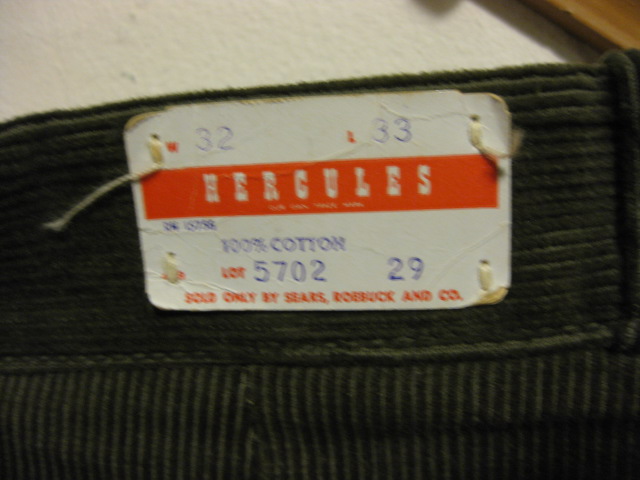 W 32 L 33
HERCULES
100% COTTON
LOT 5702 29
SOLD ONLY BY SEARS, ROEBUCK AND CO.